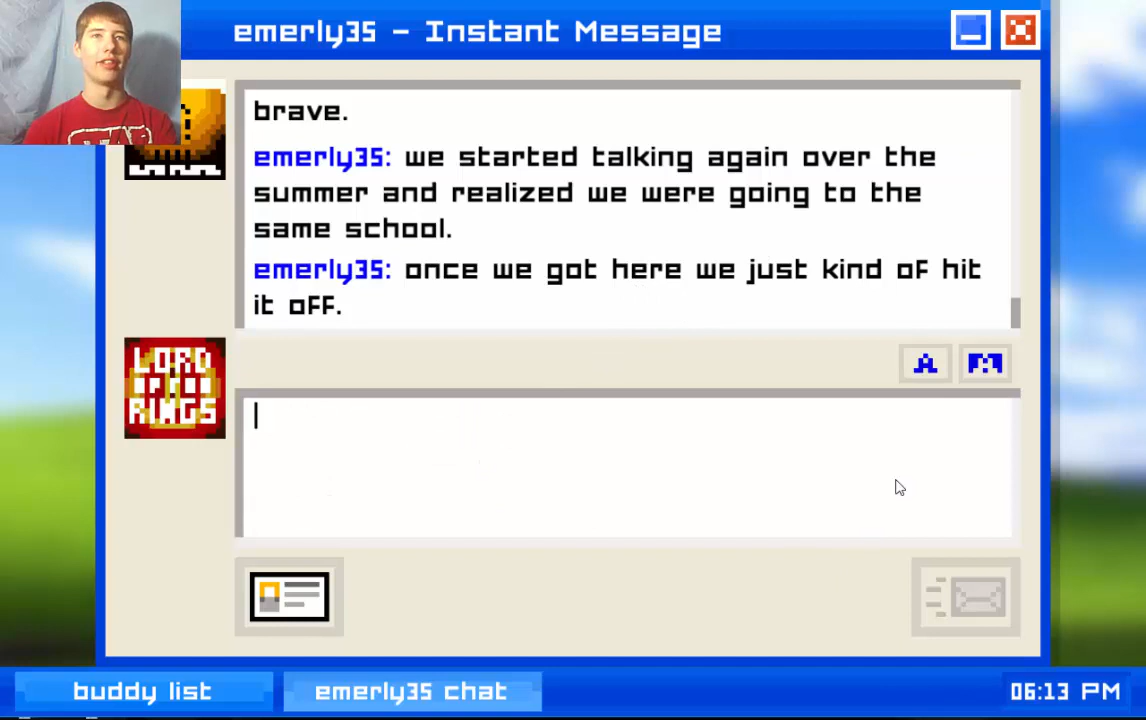 emerly35 - Instant Message
brave.
emerly35: we started talking again over the
summer and realized we were going to the
same school.
emerly35: once we got here we just kind of hit
it off.
LORD
OF THE
RINGS
A
buddy list
emerly35 chat
06:13 PM